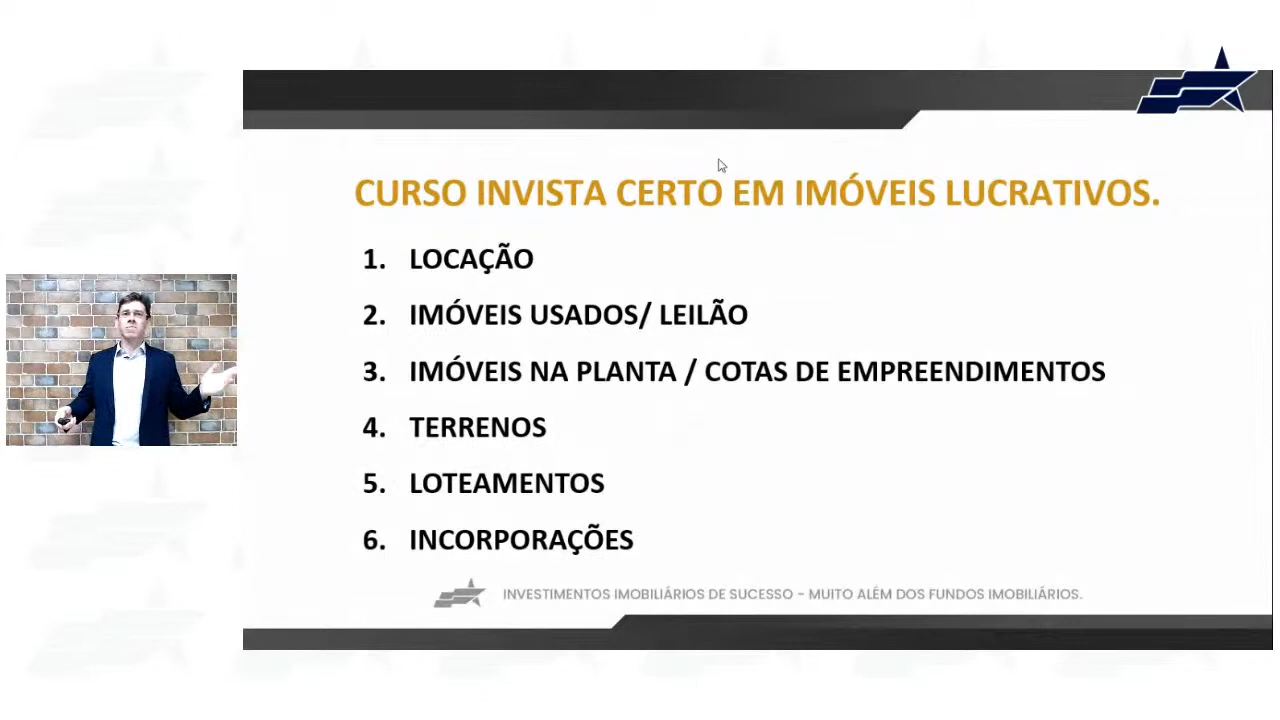 CURSO INVISTA CERTO EM IMÓVEIS LUCRATIVOS.
1. LOCAÇÃO
2. IMÓVEIS USADOS/ LEILÃO
3. IMÓVEIS NA PLANTA / COTAS DE EMPREENDIMENTOS
4. TERRENOS
5. LOTEAMENTOS
6. INCORPORAÇÕES
INVESTIMENTOS IMOBILIÁRIOS DE SUCESSO - MUITO ALÉM DOS FUNDOS IMOBILIÁRIOS.